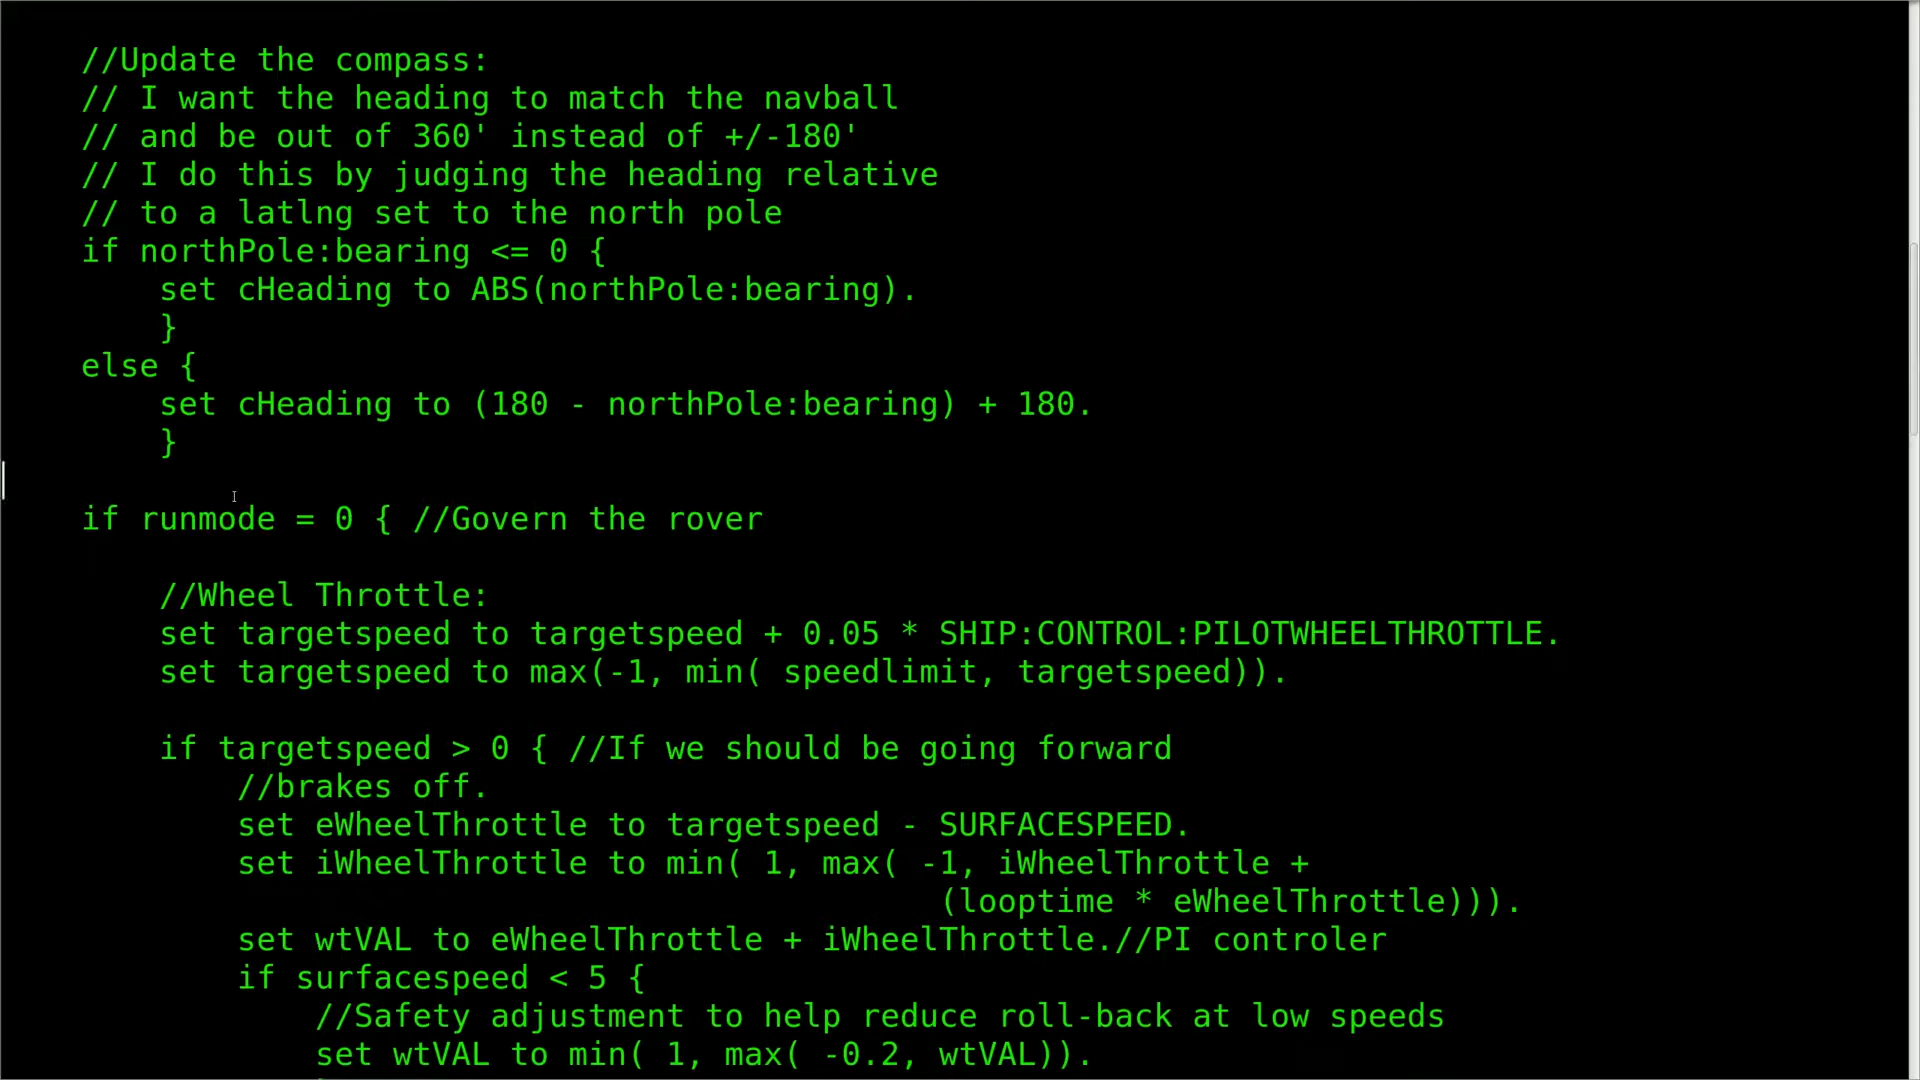 //Update the compass:
// I want the heading to match the navball
// and be out of 360' instead of +/-180'
// I do this by judging the heading relative
// to a latlng set to the north pole
if northPole:bearing <= 0 {
    set cHeading to ABS(northPole:bearing).
    }
else {
    set cHeading to (180 - northPole:bearing) + 180.
    }

if runmode = 0 { //Govern the rover

    //Wheel Throttle:
    set targetspeed to targetspeed + 0.05 * SHIP:CONTROL:PILOTWHEELTHROTTLE.
    set targetspeed to max(-1, min( speedlimit, targetspeed)).

    if targetspeed > 0 { //If we should be going forward
        //brakes off.
        set eWheelThrottle to targetspeed - SURFACESPEED.
        set iWheelThrottle to min( 1, max( -1, iWheelThrottle +
                                            (looptime * eWheelThrottle))).
        set wtVAL to eWheelThrottle + iWheelThrottle.//PI controler
        if surfacespeed < 5 {
            //Safety adjustment to help reduce roll-back at low speeds
            set wtVAL to min( 1, max( -0.2, wtVAL)).